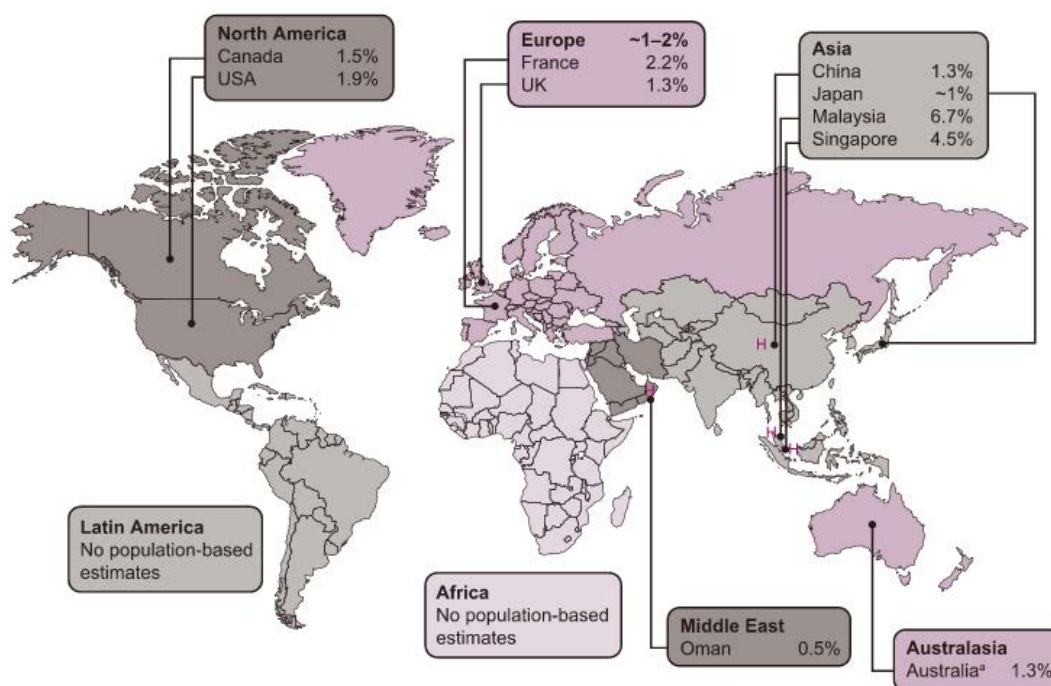 North America
Canada 1.5%
USA 1.9%
Europe ~1–2%
France 2.2%
UK 1.3%
Asia
China 1.3%
Japan ~1%
Malaysia 6.7%
Singapore 4.5%
H
H
H
H
Latin America
No population-based
estimates
Africa
No population-based
estimates
Middle East
Oman 0.5%
Australasia
Australiaᵃ 1.3%